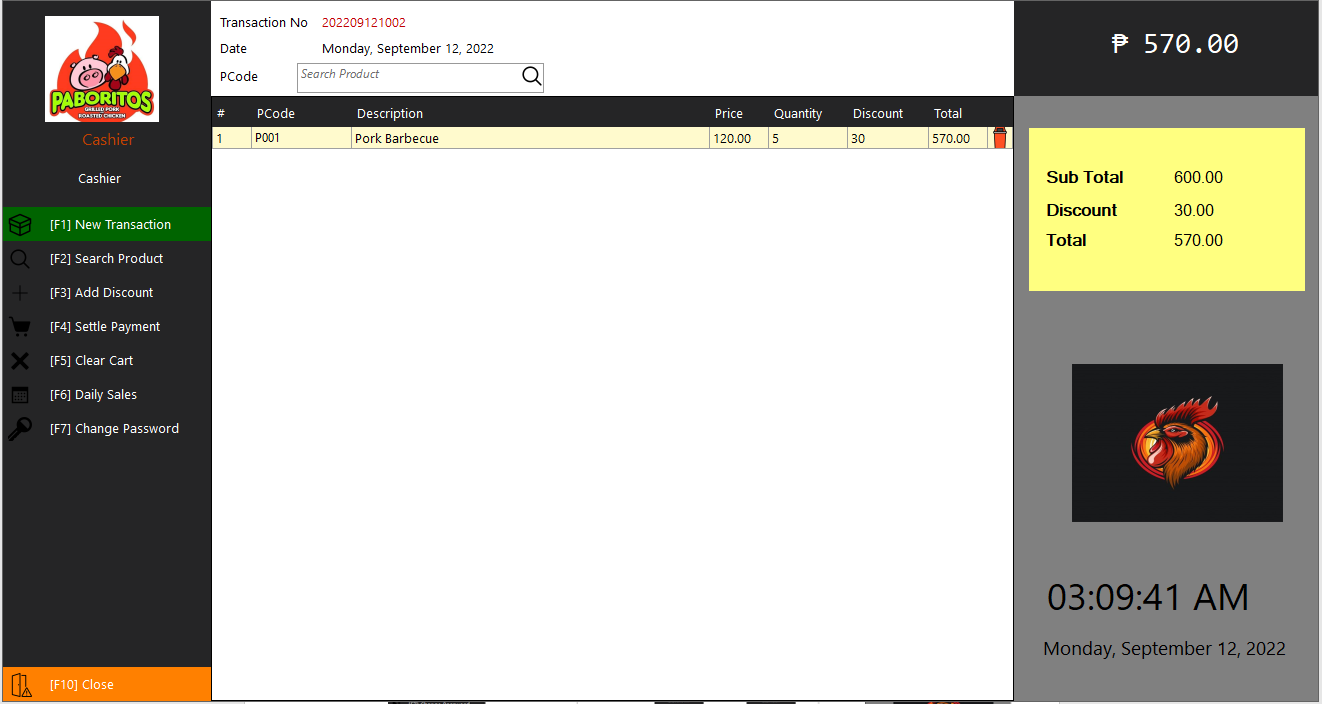 PABORITOS
GRILLED PORK
ROASTED CHICKEN
Cashier
Cashier
[F1] New Transaction
[F2] Search Product
[F3] Add Discount
[F4] Settle Payment
[F5] Clear Cart
[F6] Daily Sales
[F7] Change Password
[F10] Close
Transaction No 202209121002
Date Monday, September 12, 2022
PCode Search Product
# PCode Description Price Quantity Discount Total
1 P001 Pork Barbecue 120.00 5 30 570.00
₱ 570.00
Sub Total 600.00
Discount 30.00
Total 570.00
03:09:41 AM
Monday, September 12, 2022